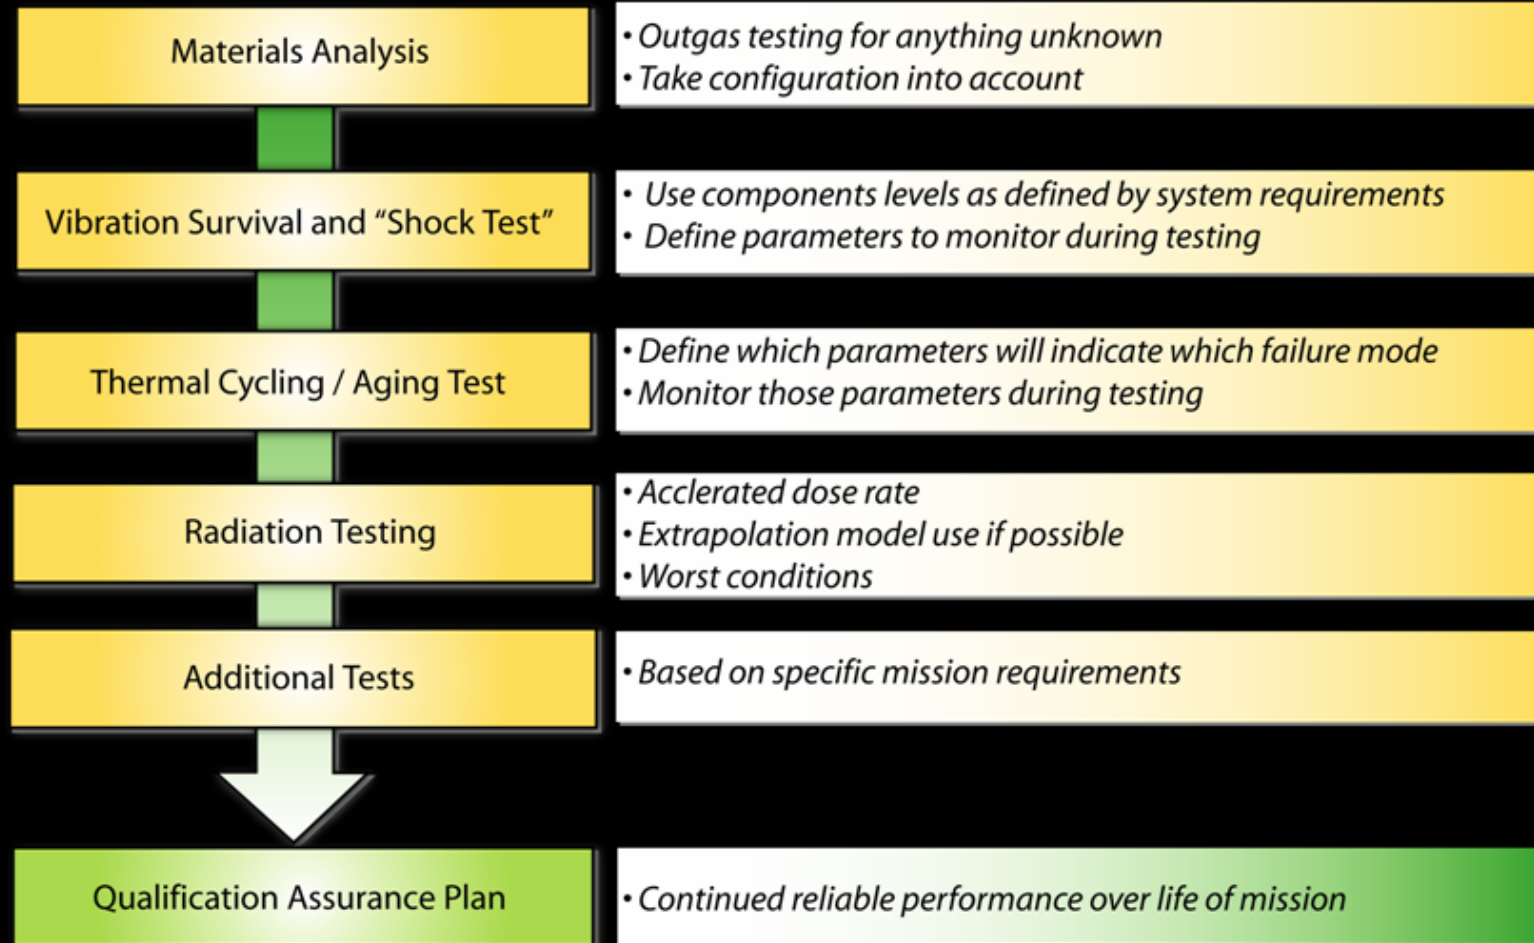 Materials Analysis
• Outgas testing for anything unknown
• Take configuration into account
Vibration Survival and “Shock Test”
• Use components levels as defined by system requirements
• Define parameters to monitor during testing
Thermal Cycling / Aging Test
• Define which parameters will indicate which failure mode
• Monitor those parameters during testing
Radiation Testing
• Acclerated dose rate
• Extrapolation model use if possible
• Worst conditions
Additional Tests
• Based on specific mission requirements
Qualification Assurance Plan
• Continued reliable performance over life of mission